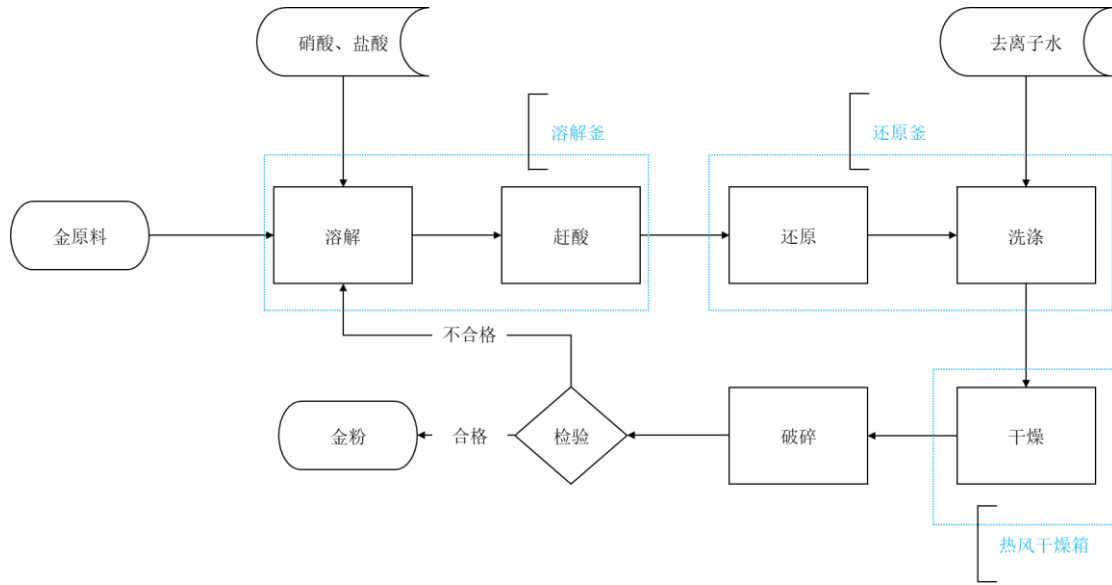 硝酸、盐酸
去离子水
溶解釜
还原釜
金原料
溶解
赶酸
还原
洗涤
不合格
金粉
合格
检验
破碎
干燥
热风干燥箱